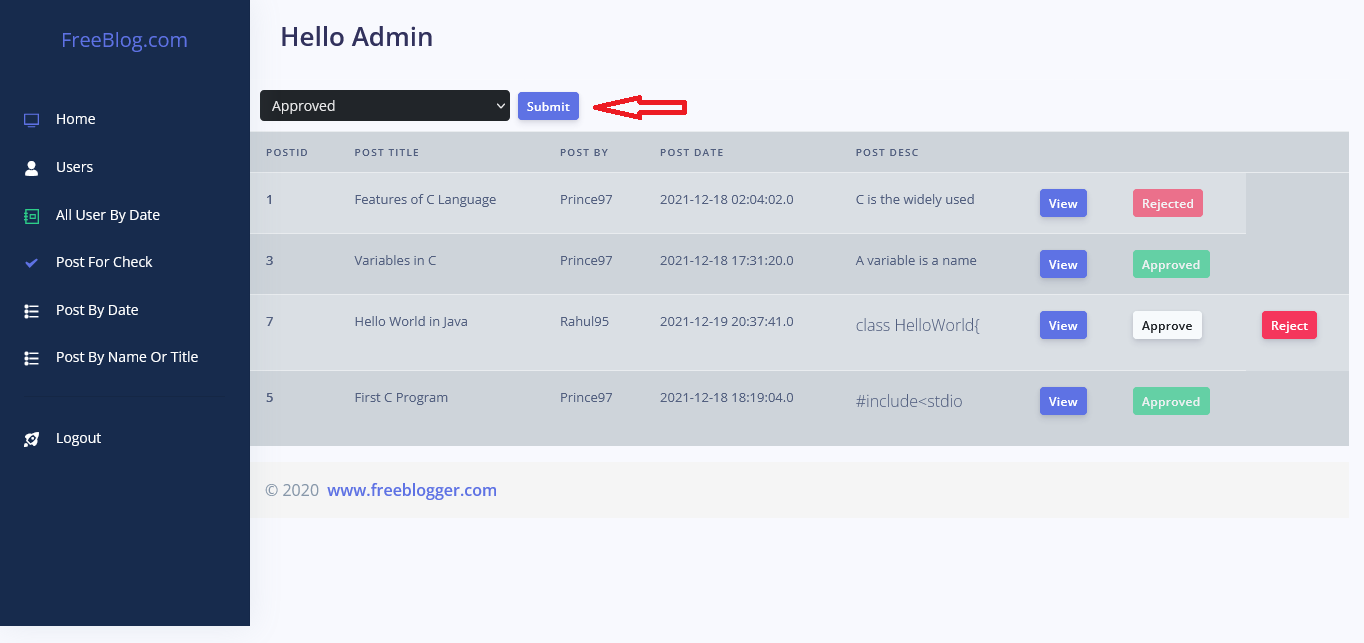 FreeBlog.com
Home
Users
All User By Date
Post For Check
Post By Date
Post By Name Or Title
Logout
Hello Admin
Approved Submit
POSTID POST TITLE POST BY POST DATE POST DESC
1 Features of C Language Prince97 2021-12-18 02:04:02.0 C is the widely used View Rejected
3 Variables in C Prince97 2021-12-18 17:31:20.0 A variable is a name View Approved
7 Hello World in Java Rahul95 2021-12-19 20:37:41.0 class HelloWorld{ View Approve Reject
5 First C Program Prince97 2021-12-18 18:19:04.0 #include<stdio View Approved
© 2020 www.freeblogger.com